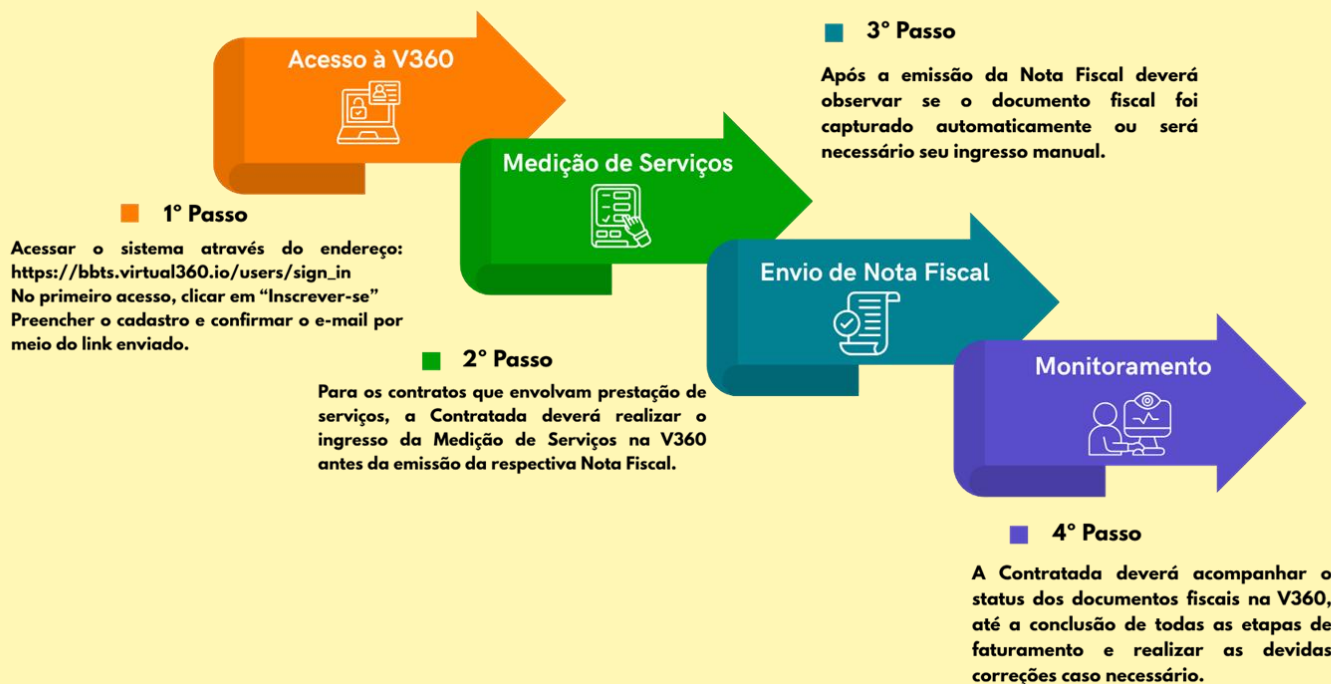 Acesso à V360
1º Passo
Acessar o sistema através do endereço:
https://bbts.virtual360.io/users/sign_in
No primeiro acesso, clicar em “Inscrever-se”
Preencher o cadastro e confirmar o e-mail por
meio do link enviado.
Medição de Serviços
2º Passo
Para os contratos que envolvam prestação de
serviços, a Contratada deverá realizar o
ingresso da Medição de Serviços na V360
antes da emissão da respectiva Nota Fiscal.
Envio de Nota Fiscal
3º Passo
Após a emissão da Nota Fiscal deverá
observar se o documento fiscal foi
capturado automaticamente ou será
necessário seu ingresso manual.
Monitoramento
4º Passo
A Contratada deverá acompanhar o
status dos documentos fiscais na V360,
até a conclusão de todas as etapas de
faturamento e realizar as devidas
correções caso necessário.